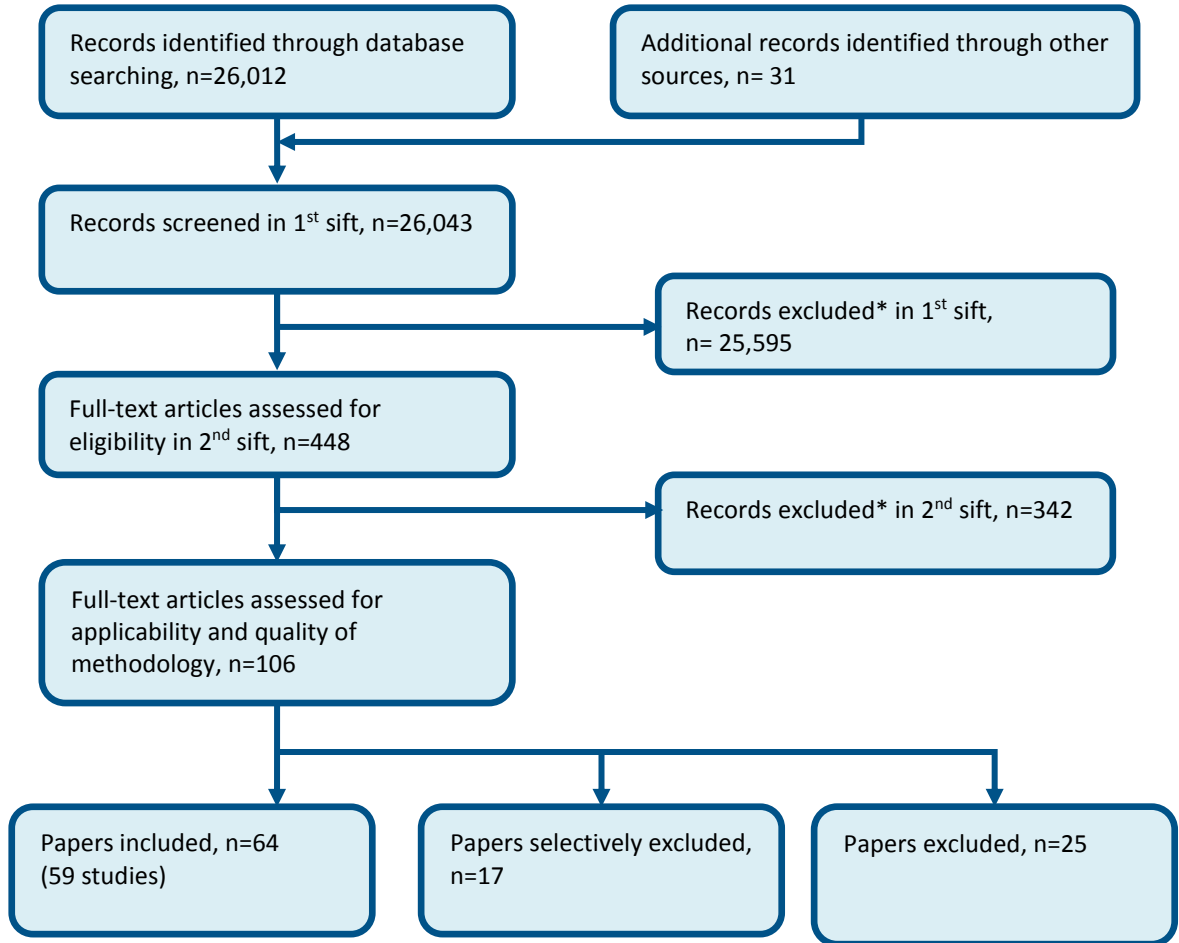 Records identified through database
searching, n=26,012
Additional records identified through other
sources, n= 31
Records screened in 1st sift, n=26,043
Records excluded* in 1st sift,
n= 25,595
Full-text articles assessed for
eligibility in 2nd sift, n=448
Records excluded* in 2nd sift, n=342
Full-text articles assessed for
applicability and quality of
methodology, n=106
Papers included, n=64
(59 studies)
Papers selectively excluded,
n=17
Papers excluded, n=25